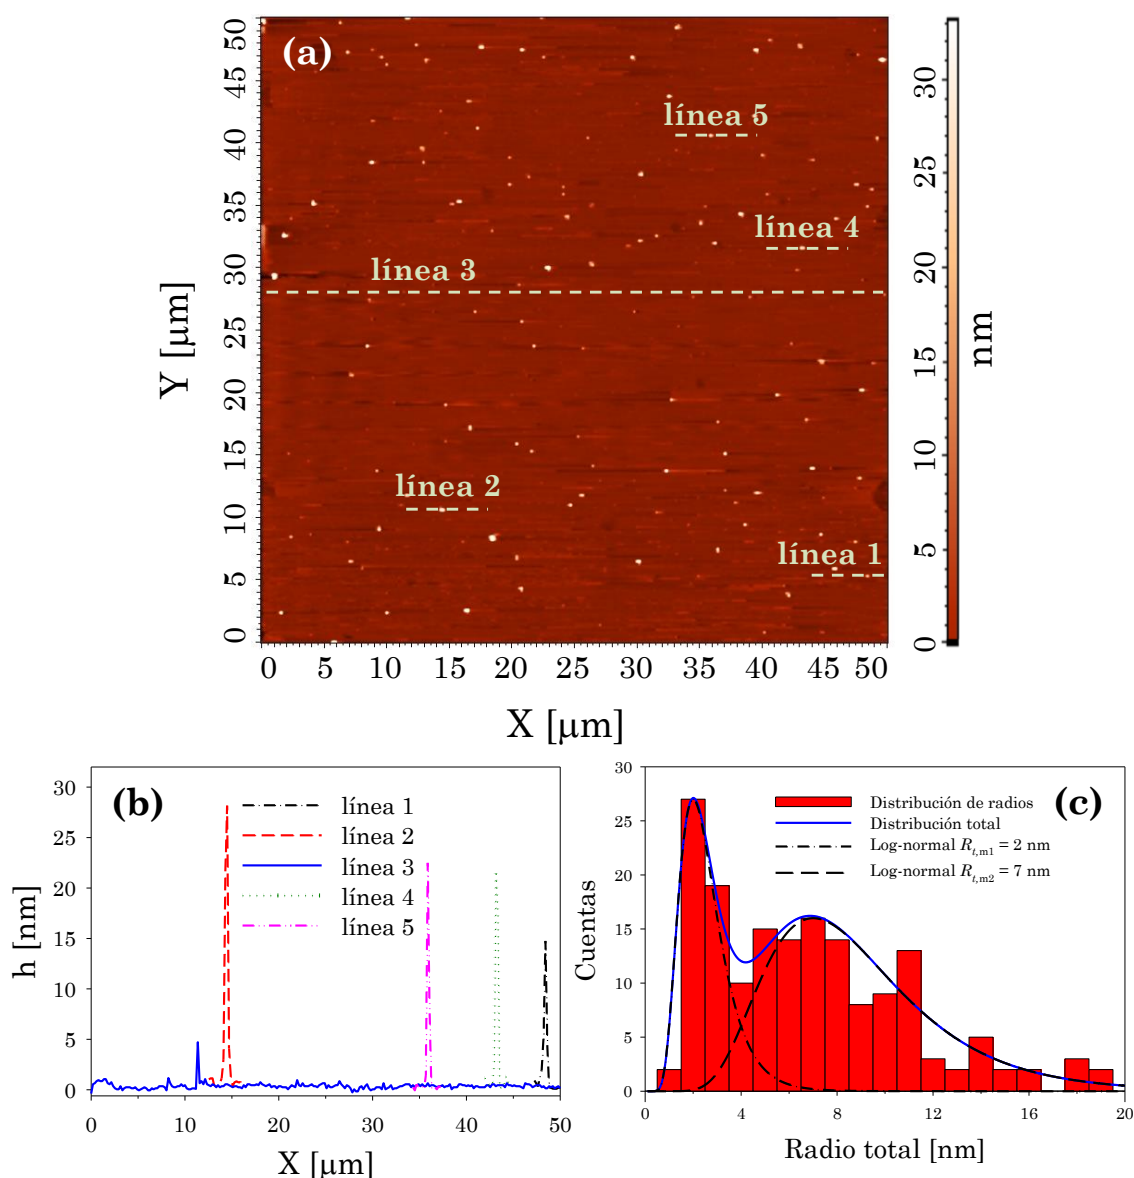 (a)
50
45
40
35
30
25
20
15
10
5
0
Y [μm]
línea 5
línea 4
línea 3
línea 2
línea 1
0 5 10 15 20 25 30 35 40 45 50
X [μm]
30
25
20
15
10
5
0
nm
(b)
30
25
20
15
10
5
0
h [nm]
línea 1
línea 2
línea 3
línea 4
línea 5
0 10 20 30 40 50
X [μm]
(c)
30
25
20
15
10
5
0
Cuentas
Distribución de radios
Distribución total
Log-normal R_{t,m1} = 2 nm
Log-normal R_{t,m2} = 7 nm
0 4 8 12 16 20
Radio total [nm]